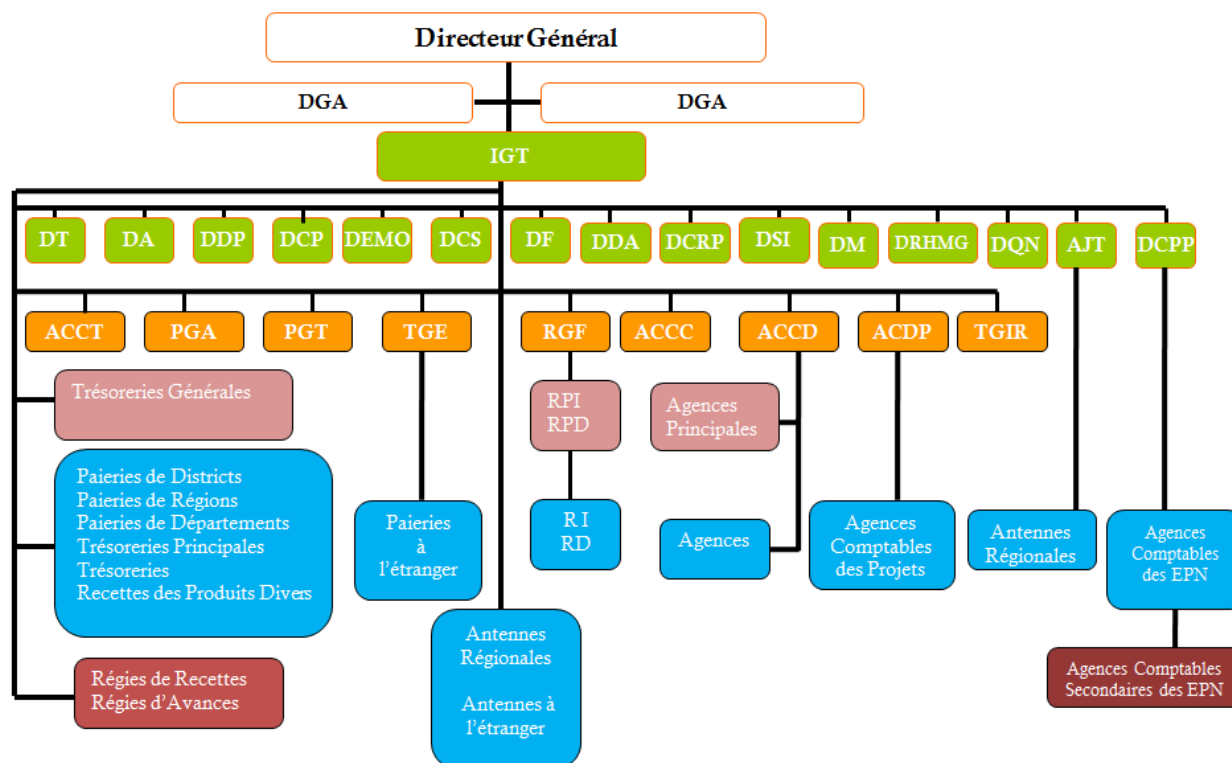 Directeur Général
DGA
DGA
IGT
DT
DA
DDP
DCP
DEMO
DCS
DF
DDA
DCRP
DSI
DM
DRHMG
DQN
AJT
DCPP
ACCT
PGA
PGT
TGE
RGF
ACCC
ACCD
ACDP
TGIR
Trésoreries Générales
RPI
RPD
Agences
Principales
Paieries de Districts
Paieries de Régions
Paieries de Départements
Trésoreries Principales
Trésoreries
Recettes des Produits Divers
Paieries
à
l'étranger
R I
RD
Agences
Agences
Comptables
des Projets
Antennes
Régionales
Agences
Comptables
des EPN
Antennes
Régionales
Antennes à
l'étranger
Régies de Recettes
Régies d'Avances
Agences Comptables
Secondaires des EPN